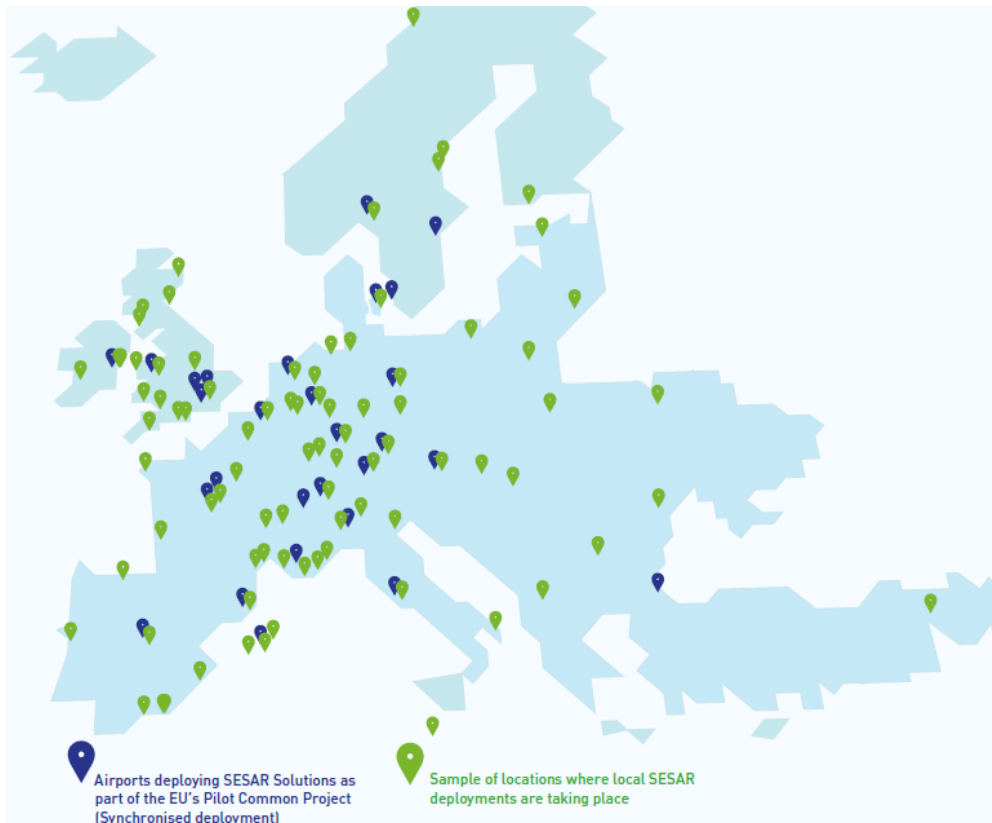 Airports deploying SESAR Solutions as
part of the EU's Pilot Common Project
(Synchronised deployment)
Sample of locations where local SESAR
deployments are taking place